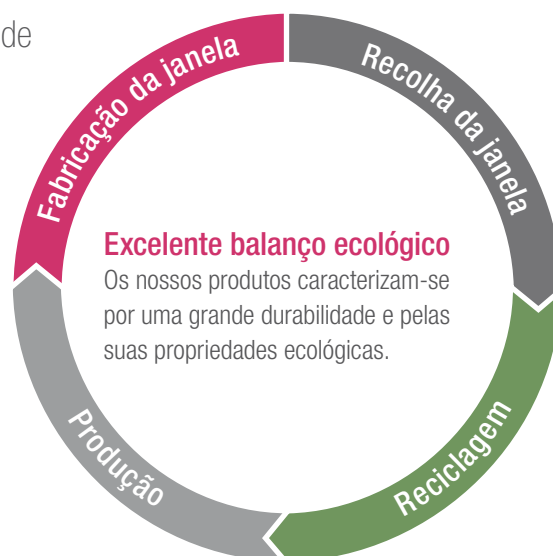 de
Fabricação da janela
Recolha da janela
Excelente balanço ecológico
Os nossos produtos caracterizam-se
por uma grande durabilidade e pelas
suas propriedades ecológicas.
Produção
Reciclagem